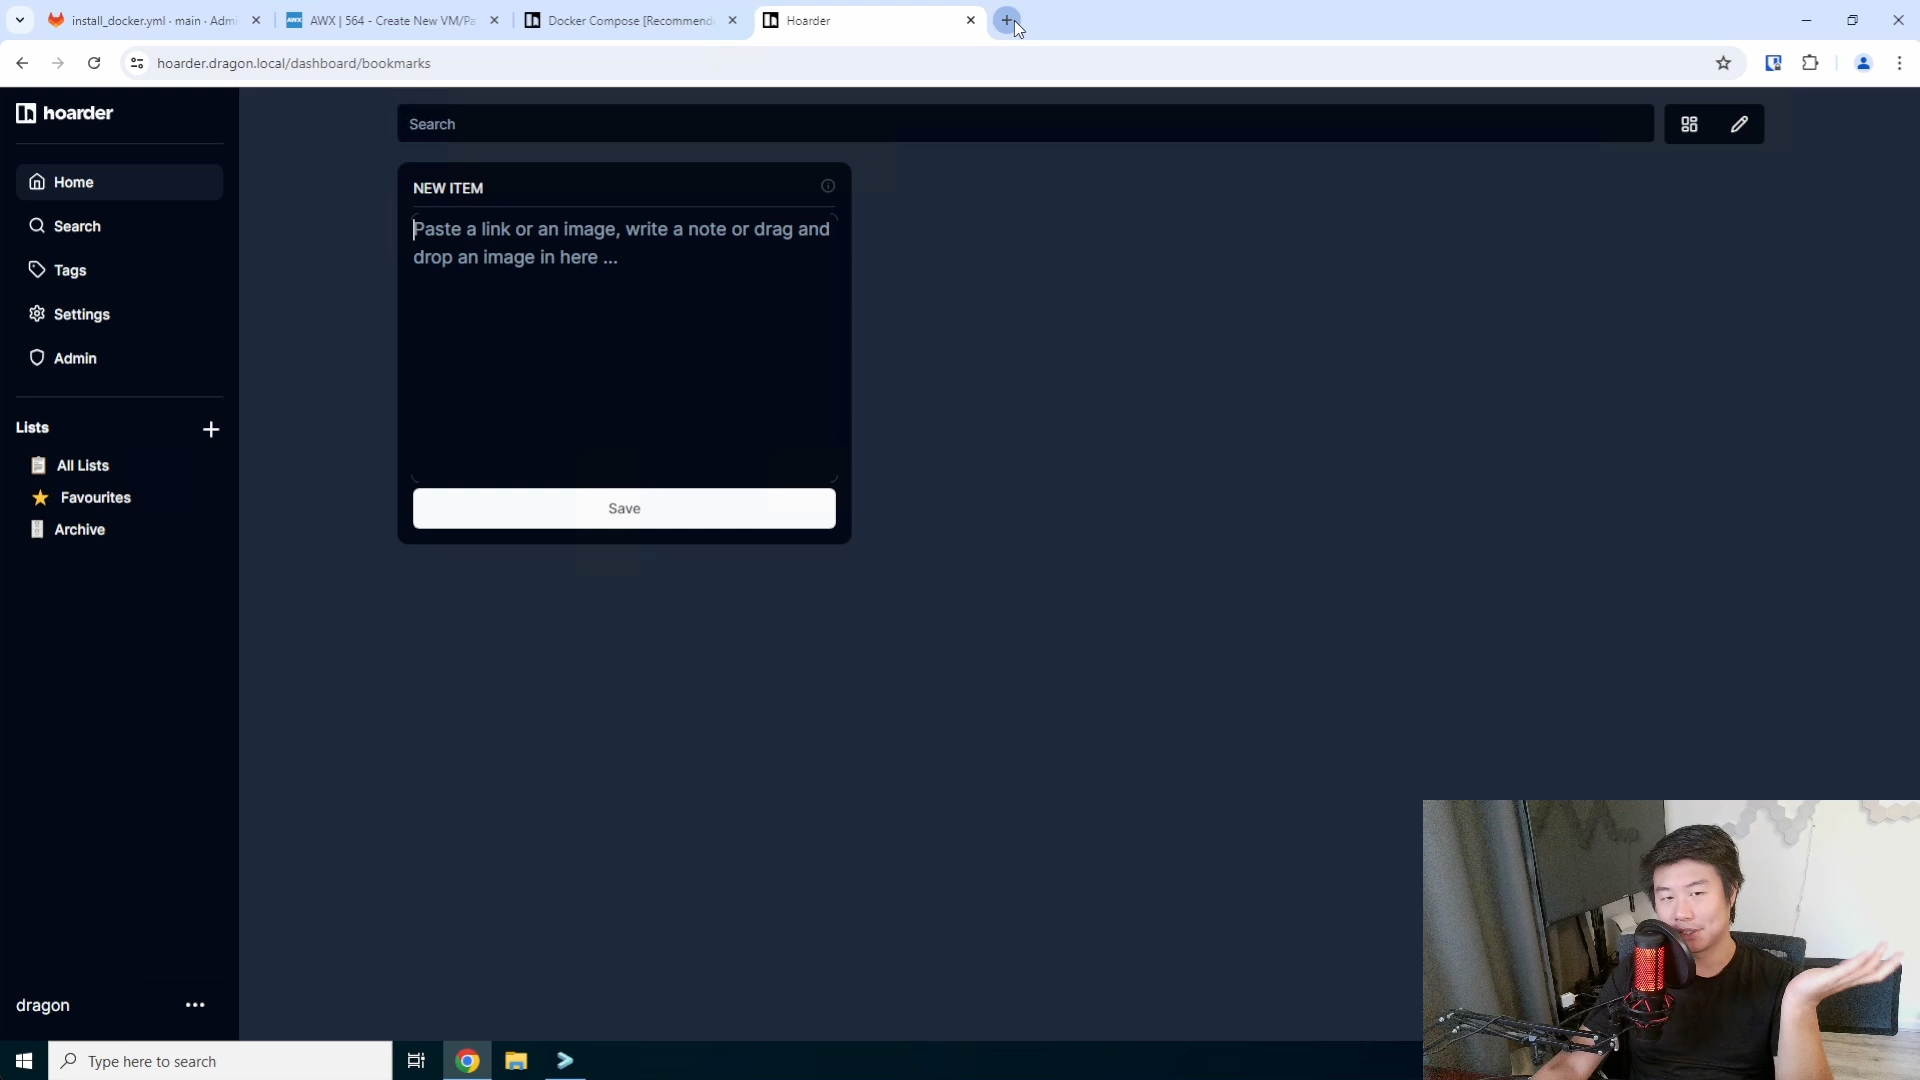 install_docker.yml · main · Admi
AWX | 564 - Create New VM/Pa
Docker Compose [Recommend
Hoarder
hoarder.dragon.local/dashboard/bookmarks
hoarder
Home
Search
Tags
Settings
Admin
Lists
All Lists
Favourites
Archive
dragon
Search
NEW ITEM
Paste a link or an image, write a note or drag and
drop an image in here ...
Save
Type here to search